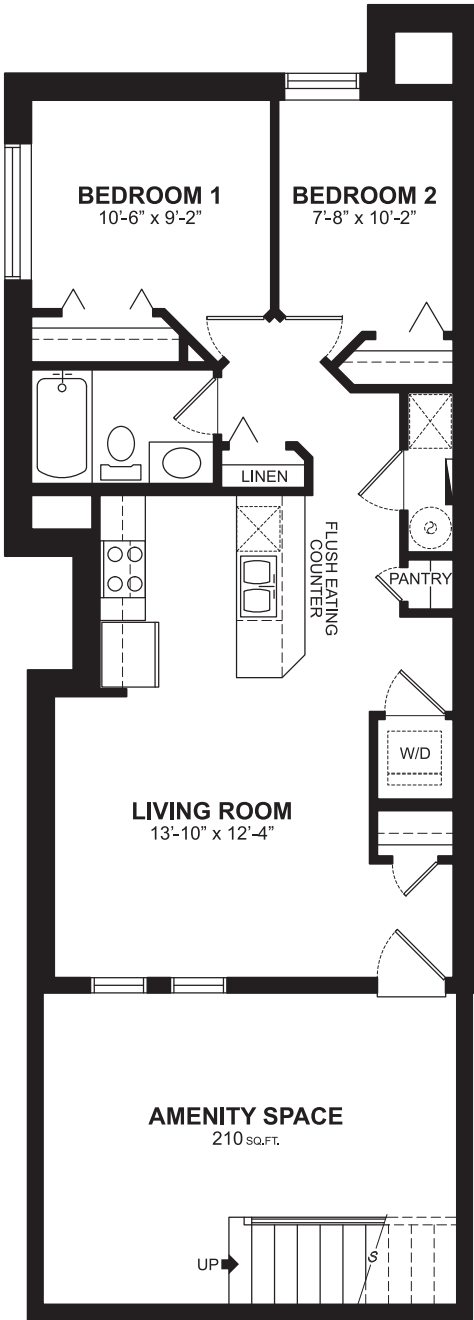 BEDROOM 1
10'-6" x 9'-2"
BEDROOM 2
7'-8" x 10'-2"
LINEN
FLUSH EATING
COUNTER
PANTRY
W/D
LIVING ROOM
13'-10" x 12'-4"
AMENITY SPACE
210 SQ.FT.
UP
S